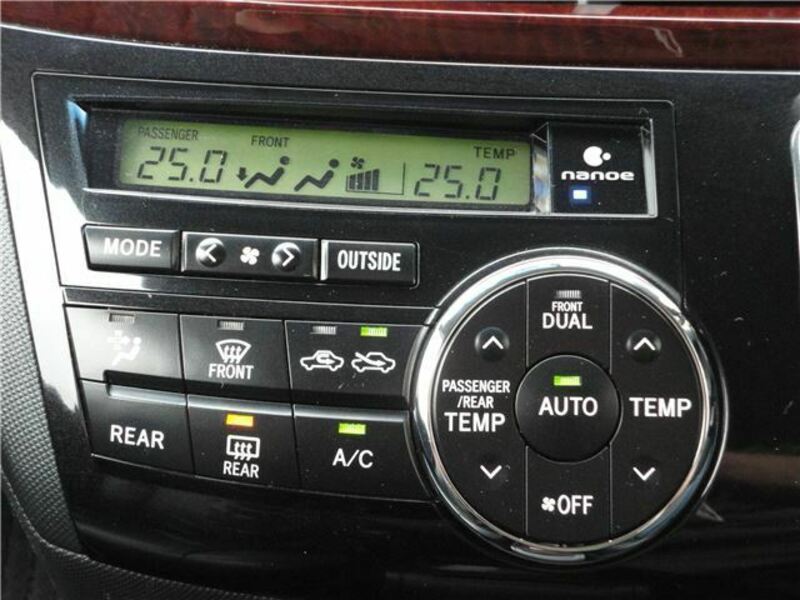 PASSENGER
FRONT
TEMP
25.0
25.0
nanoe
MODE
OUTSIDE
FRONT
DUAL
FRONT
PASSENGER
/REAR
TEMP
AUTO
TEMP
REAR
REAR
A/C
OFF